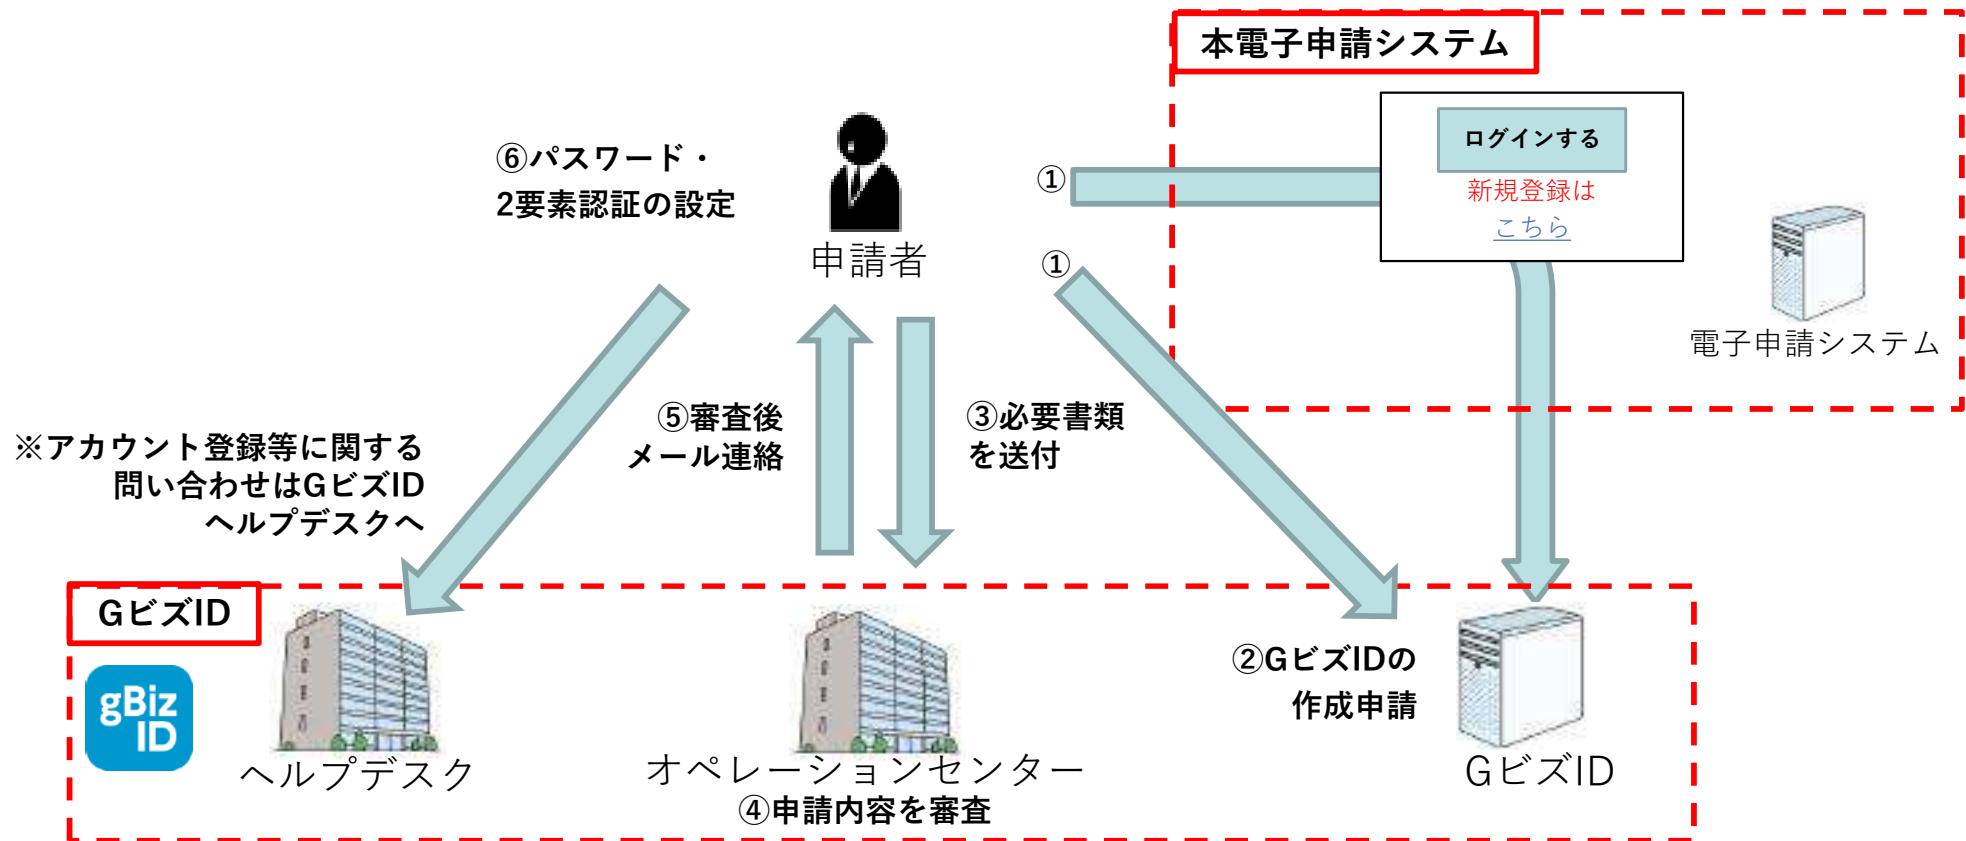 本電子申請システム
ログインする
新規登録は
こちら
電子申請システム
⑥パスワード・
2要素認証の設定
申請者
①
①
⑤審査後
メール連絡
③必要書類
を送付
※アカウント登録等に関する
問い合わせはGビズID
ヘルプデスクへ
GビズID
gBiz
ID
ヘルプデスク
オペレーションセンター
④申請内容を審査
②GビズIDの
作成申請
GビズID